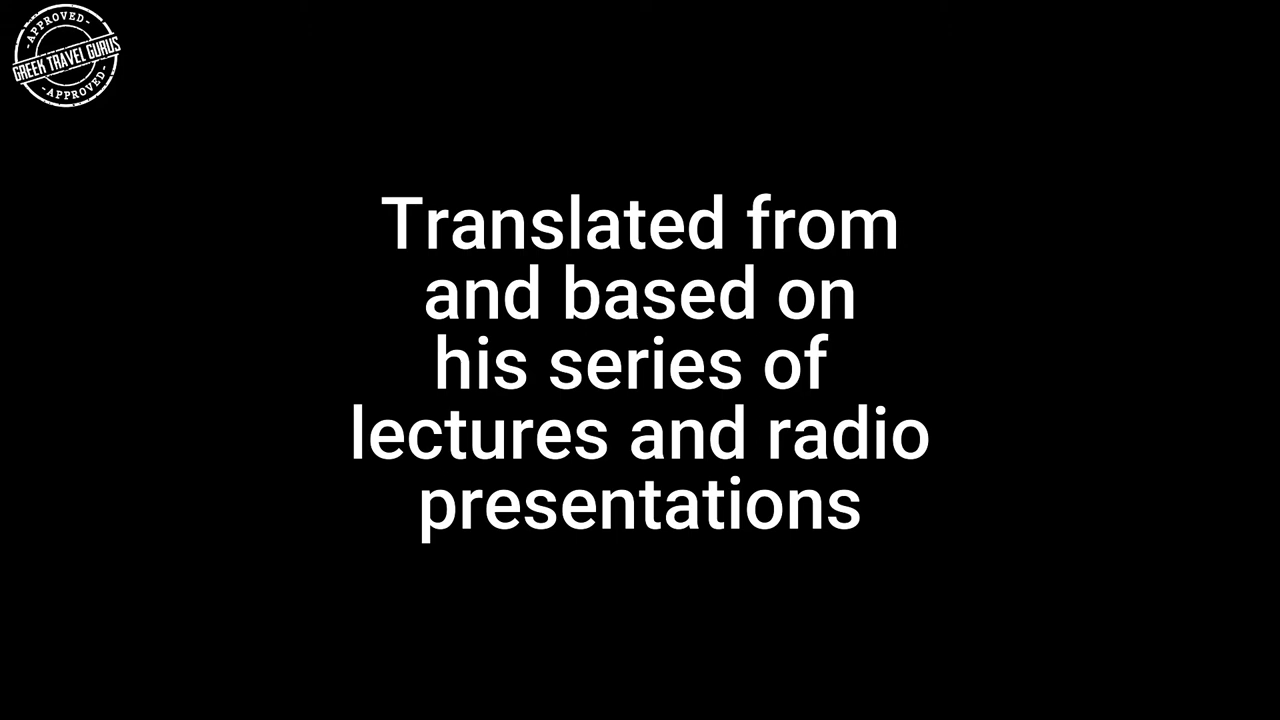 -APPROVED-
GREEK TRAVEL GURUS
-APPROVED-
Translated from
and based on
his series of
lectures and radio
presentations